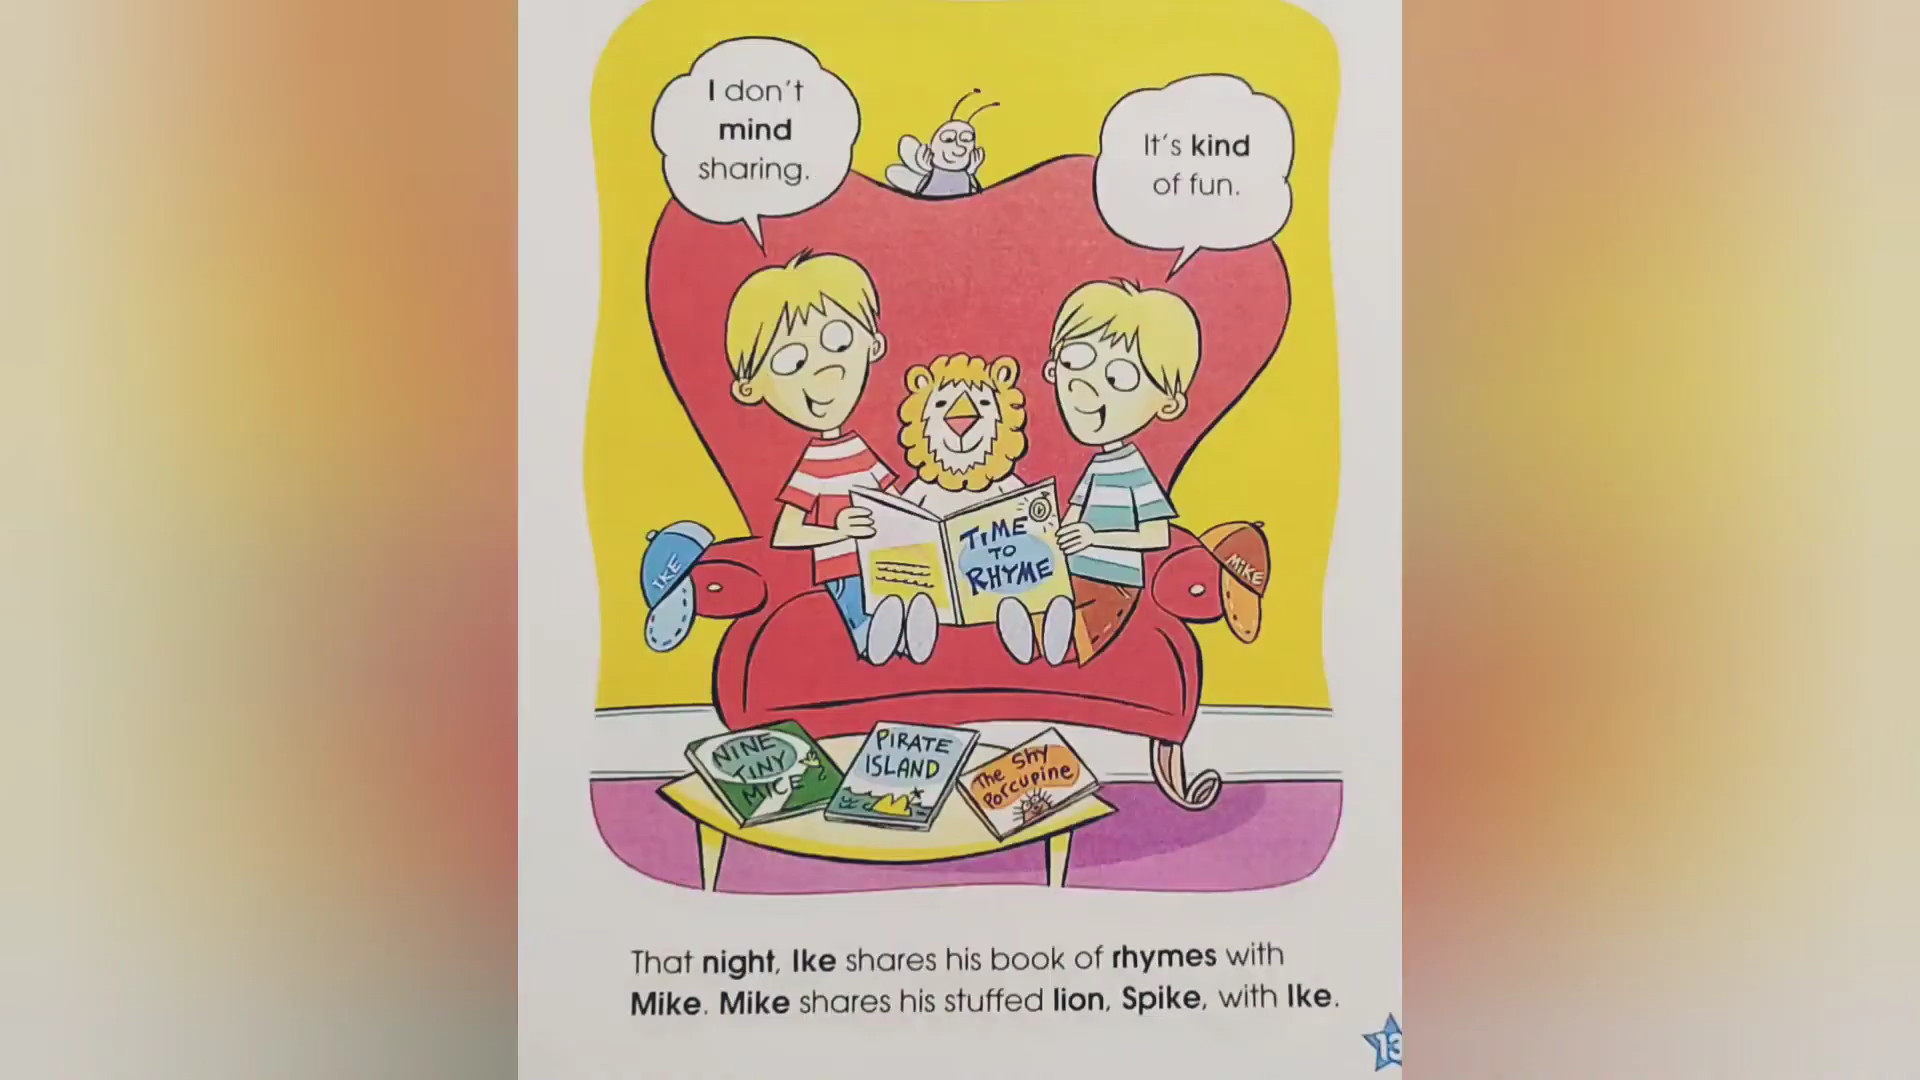 I don't
mind
sharing.
It's kind
of fun.
IKE
MIKE
TIME
TO
RHYME
NINE
TINY
MICE
PIRATE
ISLAND
The Shy
Porcupine
That night, Ike shares his book of rhymes with
Mike. Mike shares his stuffed lion, Spike, with Ike.
13